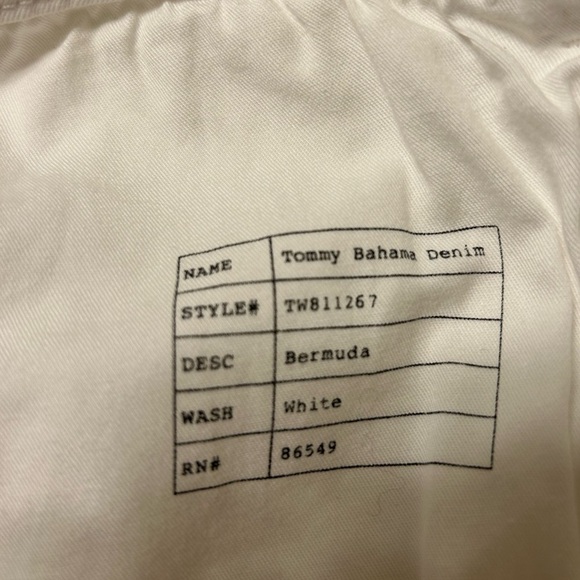 NAME Tommy Bahama Denim
STYLE# TW811267
DESC Bermuda
WASH White
RN# 86549